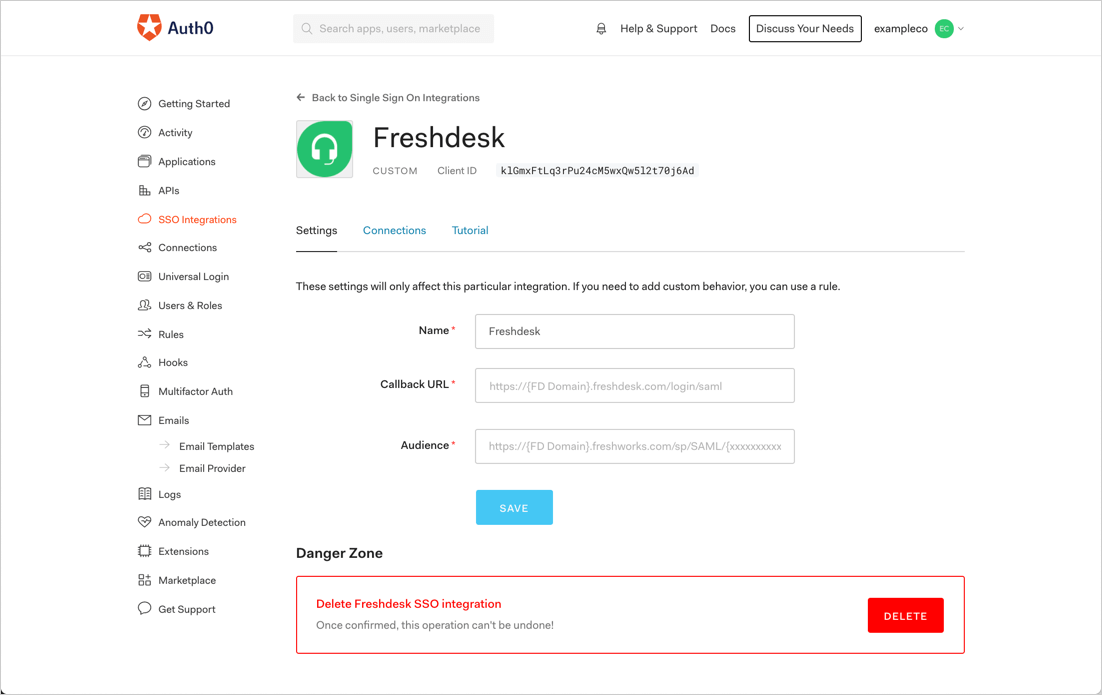 Auth0
Search apps, users, marketplace
Help & Support
Docs
Discuss Your Needs
exampleco
EC
Getting Started
Activity
Applications
APIs
SSO Integrations
Connections
Universal Login
Users & Roles
Rules
Hooks
Multifactor Auth
Emails
Email Templates
Email Provider
Logs
Anomaly Detection
Extensions
Marketplace
Get Support
Back to Single Sign On Integrations
Freshdesk
CUSTOM
Client ID
klGmxFtLq3rPu24cM5wxQw5l2t70j6Ad
Settings
Connections
Tutorial
These settings will only affect this particular integration. If you need to add custom behavior, you can use a rule.
Name*
Freshdesk
Callback URL*
https://{FD Domain}.freshdesk.com/login/saml
Audience*
https://{FD Domain}.freshworks.com/sp/SAML/{xxxxxxxxxx
SAVE
Danger Zone
Delete Freshdesk SSO integration
Once confirmed, this operation can't be undone!
DELETE